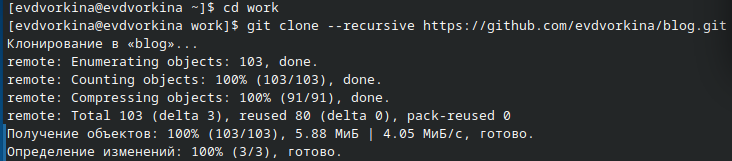 [evdvorkina@evdvorkina ~]$ cd work
[evdvorkina@evdvorkina work]$ git clone --recursive https://github.com/evdvorkina/blog.git
Клонирование в «blog»...
remote: Enumerating objects: 103, done.
remote: Counting objects: 100% (103/103), done.
remote: Compressing objects: 100% (91/91), done.
remote: Total 103 (delta 3), reused 80 (delta 0), pack-reused 0
Получение объектов: 100% (103/103), 5.88 МиБ | 4.05 МиБ/с, готово.
Определение изменений: 100% (3/3), готово.